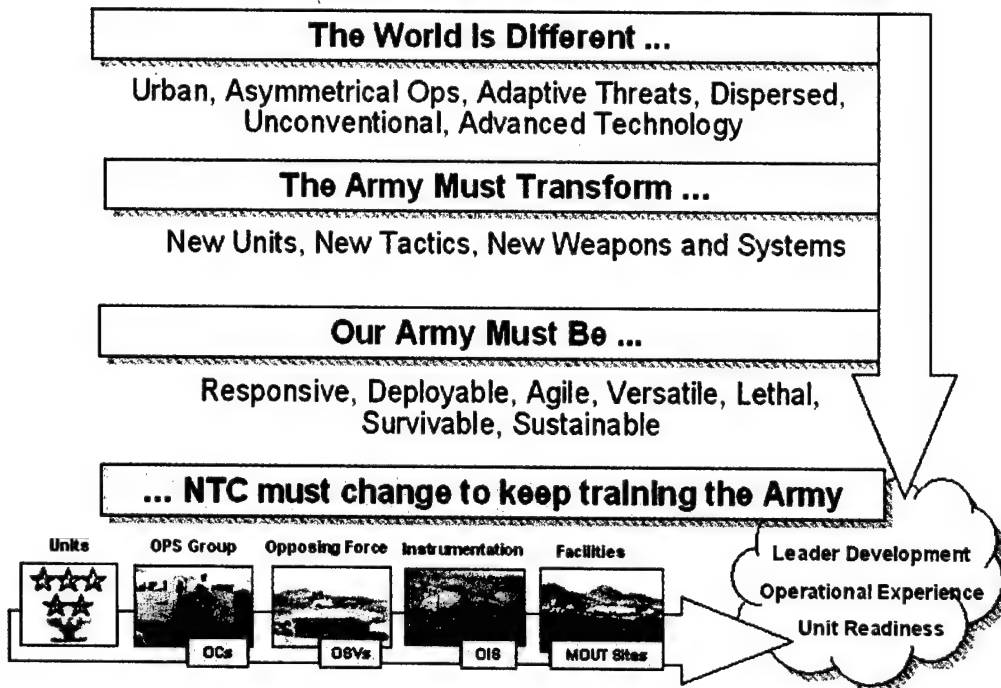 The World Is Different ...
Urban, Asymmetrical Ops, Adaptive Threats, Dispersed,
Unconventional, Advanced Technology
The Army Must Transform ...
New Units, New Tactics, New Weapons and Systems
Our Army Must Be ...
Responsive, Deployable, Agile, Versatile, Lethal,
Survivable, Sustainable
... NTC must change to keep training the Army
Units
OPS Group
Opposing Force
Instrumentation
Facilities
OCs
OSVs
OIS
MOUT Sites
Leader Development
Operational Experience
Unit Readiness